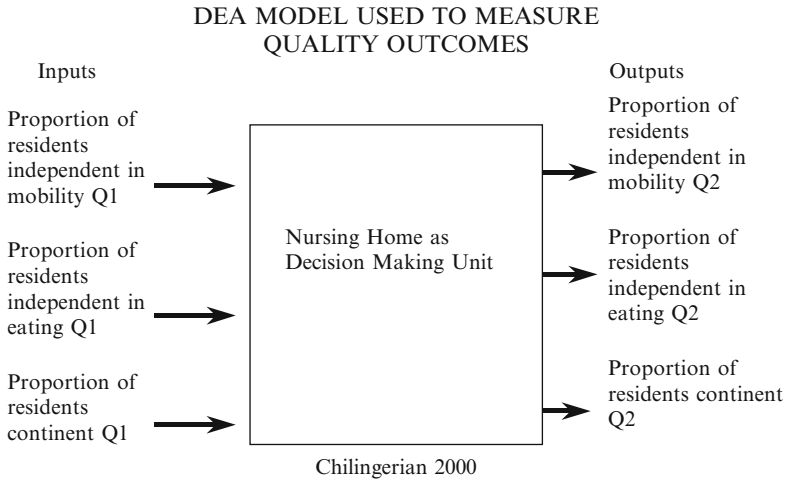 DEA MODEL USED TO MEASURE
QUALITY OUTCOMES
Inputs
Proportion of
residents
independent in
mobility Q1
Proportion of
residents
independent in
eating Q1
Proportion of
residents
continent Q1
Nursing Home as
Decision Making Unit
Outputs
Proportion of
residents
independent in
mobility Q2
Proportion of
residents
independent in
eating Q2
Proportion of
residents continent
Q2
Chilingerian 2000